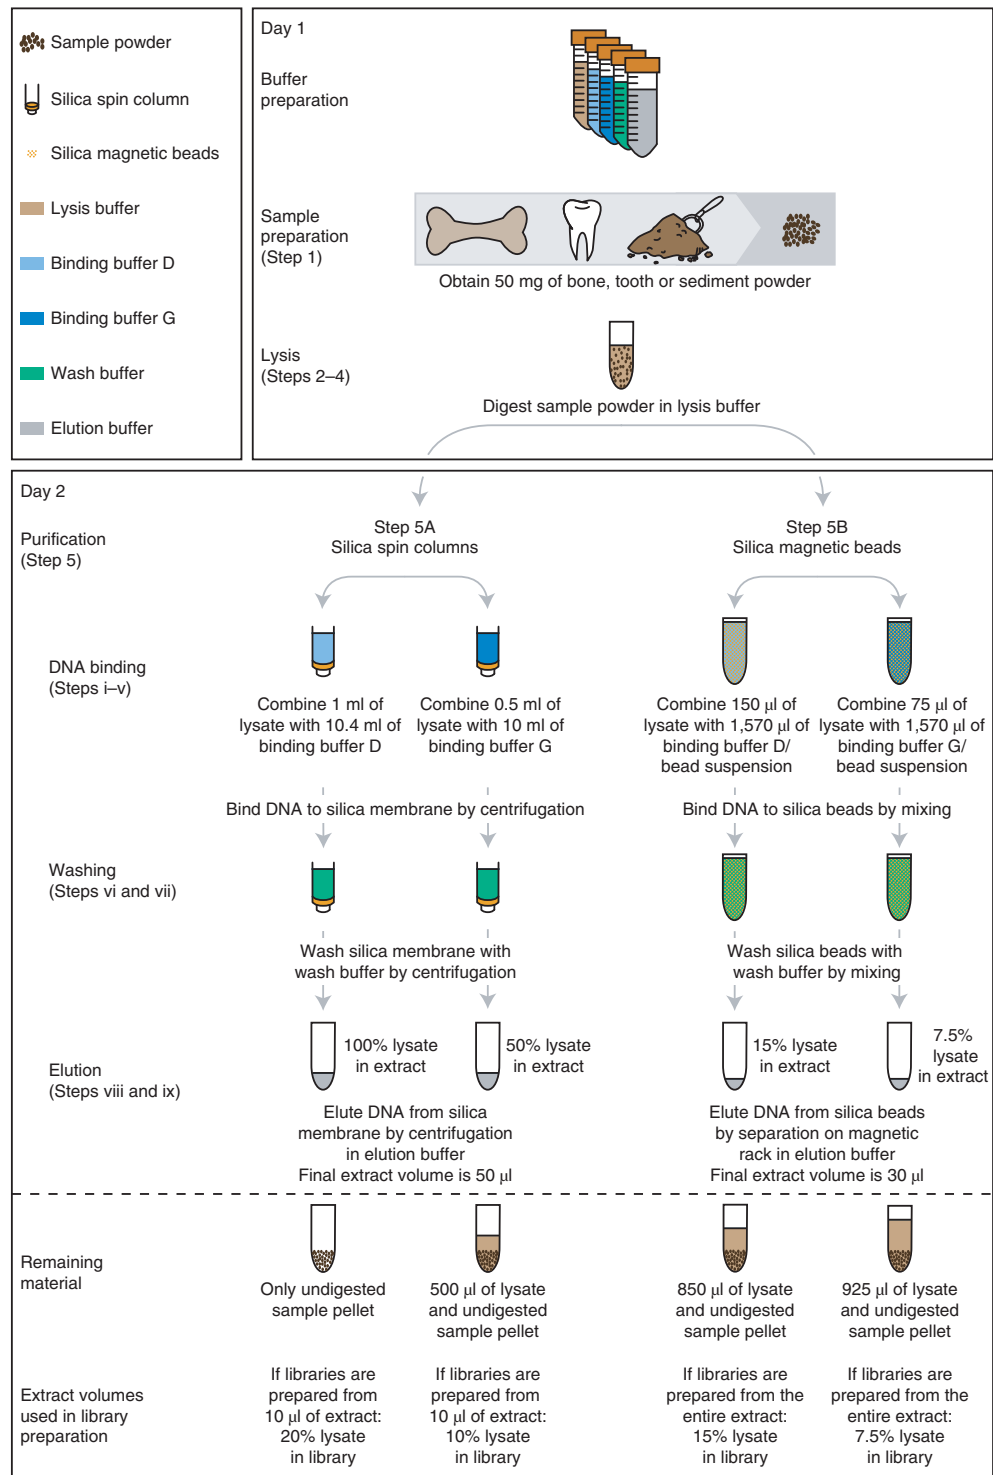 Sample powder
Silica spin column
Silica magnetic beads
Lysis buffer
Binding buffer D
Binding buffer G
Wash buffer
Elution buffer
Day 1
Buffer
preparation
Sample
preparation
(Step 1)
Obtain 50 mg of bone, tooth or sediment powder
Lysis
(Steps 2–4)
Digest sample powder in lysis buffer
Day 2
Purification
(Step 5)
Step 5A
Silica spin columns
Step 5B
Silica magnetic beads
DNA binding
(Steps i–v)
Combine 1 ml of
lysate with 10.4 ml of
binding buffer D
Combine 0.5 ml of
lysate with 10 ml of
binding buffer G
Combine 150 μl of
lysate with 1,570 μl of
binding buffer D/
bead suspension
Combine 75 μl of
lysate with 1,570 μl of
binding buffer G/
bead suspension
Bind DNA to silica membrane by centrifugation
Bind DNA to silica beads by mixing
Washing
(Steps vi and vii)
Wash silica membrane with
wash buffer by centrifugation
Wash silica beads with
wash buffer by mixing
Elution
(Steps viii and ix)
100% lysate
in extract
50% lysate
in extract
15% lysate
in extract
7.5%
lysate
in extract
Elute DNA from silica
membrane by centrifugation
in elution buffer
Final extract volume is 50 μl
Elute DNA from silica beads
by separation on magnetic
rack in elution buffer
Final extract volume is 30 μl
Remaining
material
Only undigested
sample pellet
500 μl of lysate
and undigested
sample pellet
850 μl of lysate
and undigested
sample pellet
925 μl of lysate
and undigested
sample pellet
Extract volumes
used in library
preparation
If libraries are
prepared from
10 μl of extract:
20% lysate
in library
If libraries are
prepared from
10 μl of extract:
10% lysate
in library
If libraries are
prepared from the
entire extract:
15% lysate
in library
If libraries are
prepared from the
entire extract:
7.5% lysate
in library